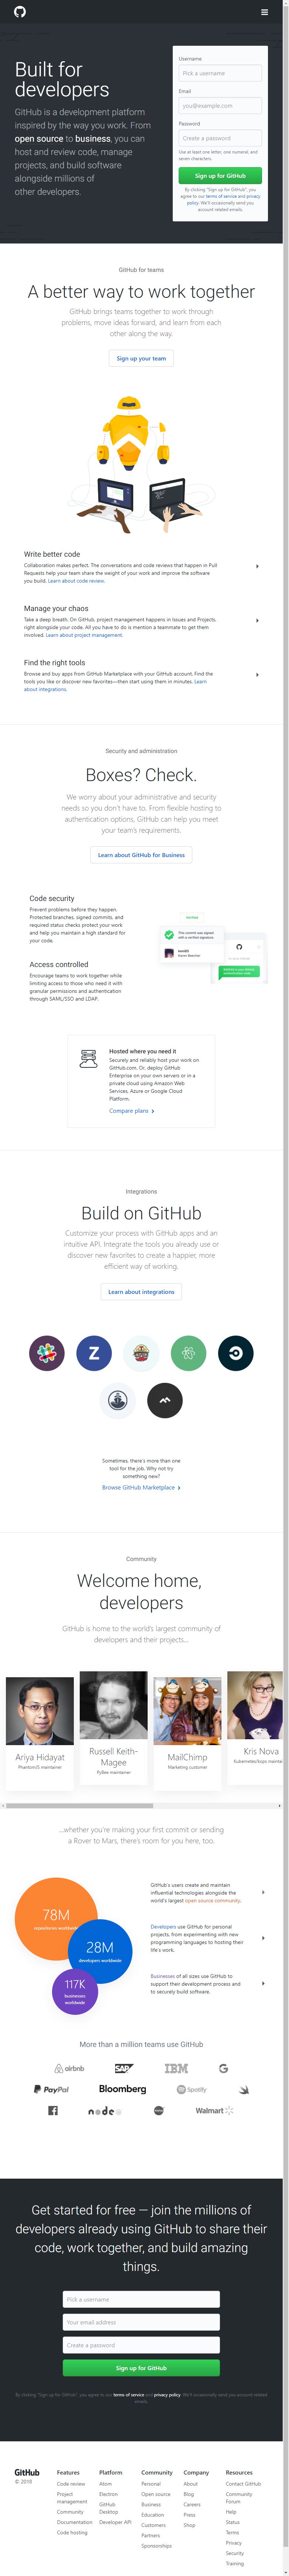 Built for
developers
GitHub is a development platform
inspired by the way you work. From
open source to business, you can
host and review code, manage
projects, and build software
alongside millions of
other developers.
Username
Pick a username
Email
you@example.com
Password
Create a password
Use at least one letter, one numeral, and
seven characters.
Sign up for GitHub
By clicking "Sign up for GitHub", you
agree to our terms of service and privacy
policy. We'll occasionally send you
account related emails.
GitHub for teams
A better way to work together
GitHub brings teams together to work through
problems, move ideas forward, and learn from each
other along the way.
Sign up your team
Write better code
Collaboration makes perfect. The conversations and code reviews that happen in Pull
Requests help your team share the weight of your work and improve the software
you build. Learn about code review.
Manage your chaos
Take a deep breath. On GitHub, project management happens in Issues and Projects,
right alongside your code. All you have to do is mention a teammate to get them
involved. Learn about project management.
Find the right tools
Browse and buy apps from GitHub Marketplace with your GitHub account. Find the
tools you like or discover new favorites—then start using them in minutes. Learn
about integrations.
Security and administration
Boxes? Check.
We worry about your administrative and security
needs so you don't have to. From flexible hosting to
authentication options, GitHub can help you meet
your team's requirements.
Learn about GitHub for Business
Code security
Prevent problems before they happen.
Protected branches, signed commits, and
required status checks protect your work
and help you maintain a high standard for
your code.
Access controlled
Encourage teams to work together while
limiting access to those who need it with
granular permissions and authentication
through SAML/SSO and LDAP.
Verified
This commit was signed
with a verified signature.
Hosted where you need it
Securely and reliably host your work on
GitHub.com. Or, deploy GitHub
Enterprise on your own servers or in a
private cloud using Amazon Web
Services, Azure or Google Cloud
Platform.
Compare plans
Integrations
Build on GitHub
Customize your process with GitHub apps and an
intuitive API. Integrate the tools you already use or
discover new favorites to create a happier, more
efficient way of working.
Learn about integrations
Sometimes, there's more than one
tool for the job. Why not try
something new?
Browse GitHub Marketplace
Community
Welcome home,
developers
GitHub is home to the world's largest community of
developers and their projects...
Ariya Hidayat
PhantomJS maintainer
Russell Keith-
Magee
PyBee maintainer
MailChimp
Marketing customer
Kris Nova
Kubernetes/kops mainta
...whether you're making your first commit or sending
a Rover to Mars, there's room for you here, too.
78M
repositories worldwide
28M
developers worldwide
117K
businesses
worldwide
GitHub's users create and maintain
influential technologies alongside the
world's largest open source community.
Developers use GitHub for personal
projects, from experimenting with new
programming languages to hosting their
life's work.
Businesses of all sizes use GitHub to
support their development process and
to securely build software.
More than a million teams use GitHub
airbnb
SAP
IBM
G
PayPal
Bloomberg
Spotify
node
Walmart
Get started for free — join the millions of
developers already using GitHub to share their
code, work together, and build amazing
things.
Pick a username
Your email address
Create a password
Sign up for GitHub
By clicking "Sign up for GitHub", you agree to our terms of service and privacy policy. We'll occasionally send you account related
emails.
GitHub
© 2018
Features
Code review
Project
management
Community
Documentation
Code hosting
Platform
Atom
Electron
GitHub
Desktop
Developer API
Community
Personal
Open source
Business
Education
Customers
Partners
Sponsorships
Company
About
Blog
Careers
Press
Shop
Resources
Contact GitHub
Community
Forum
Help
Status
Terms
Privacy
Security
Training